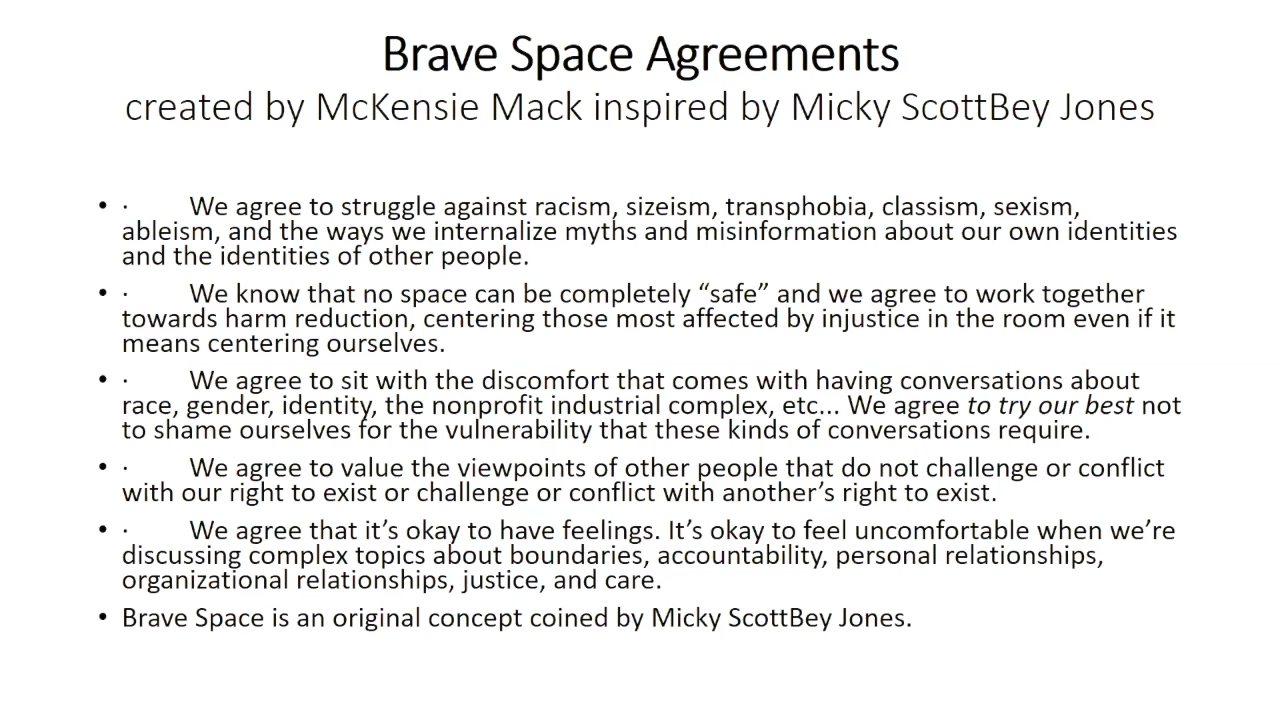 Brave Space Agreements
created by McKensie Mack inspired by Micky ScottBey Jones
• · We agree to struggle against racism, sizeism, transphobia, classism, sexism,
ableism, and the ways we internalize myths and misinformation about our own identities
and the identities of other people.
• · We know that no space can be completely “safe” and we agree to work together
towards harm reduction, centering those most affected by injustice in the room even if it
means centering ourselves.
• · We agree to sit with the discomfort that comes with having conversations about
race, gender, identity, the nonprofit industrial complex, etc... We agree to try our best not
to shame ourselves for the vulnerability that these kinds of conversations require.
• · We agree to value the viewpoints of other people that do not challenge or conflict
with our right to exist or challenge or conflict with another’s right to exist.
• · We agree that it’s okay to have feelings. It’s okay to feel uncomfortable when we’re
discussing complex topics about boundaries, accountability, personal relationships,
organizational relationships, justice, and care.
• Brave Space is an original concept coined by Micky ScottBey Jones.